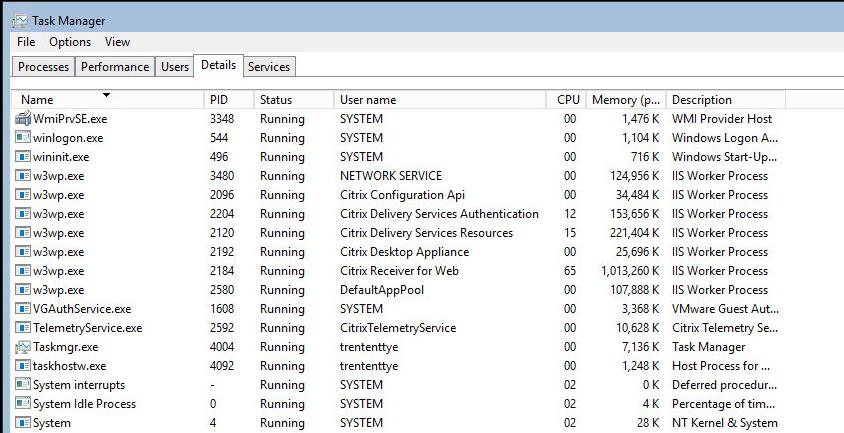 Task Manager
File Options View
Processes Performance Users Details Services
Name PID Status User name CPU Memory (p... Description
WmiPrvSE.exe 3348 Running SYSTEM 00 1,476 K WMI Provider Host
winlogon.exe 544 Running SYSTEM 00 1,104 K Windows Logon A...
wininit.exe 496 Running SYSTEM 00 716 K Windows Start-Up...
w3wp.exe 3480 Running NETWORK SERVICE 00 124,956 K IIS Worker Process
w3wp.exe 2096 Running Citrix Configuration Api 00 34,484 K IIS Worker Process
w3wp.exe 2204 Running Citrix Delivery Services Authentication 12 153,656 K IIS Worker Process
w3wp.exe 2120 Running Citrix Delivery Services Resources 15 221,404 K IIS Worker Process
w3wp.exe 2192 Running Citrix Desktop Appliance 00 25,696 K IIS Worker Process
w3wp.exe 2184 Running Citrix Receiver for Web 65 1,013,260 K IIS Worker Process
w3wp.exe 2580 Running DefaultAppPool 00 107,888 K IIS Worker Process
VGAuthService.exe 1608 Running SYSTEM 00 3,368 K VMware Guest Aut...
TelemetryService.exe 2592 Running CitrixTelemetryService 00 10,628 K Citrix Telemetry Se...
Taskmgr.exe 4004 Running trententtye 00 7,136 K Task Manager
taskhostw.exe 4092 Running trententtye 00 1,248 K Host Process for ...
System interrupts - Running SYSTEM 02 0 K Deferred procedur...
System Idle Process 0 Running SYSTEM 02 4 K Percentage of tim...
System 4 Running SYSTEM 02 28 K NT Kernel & System